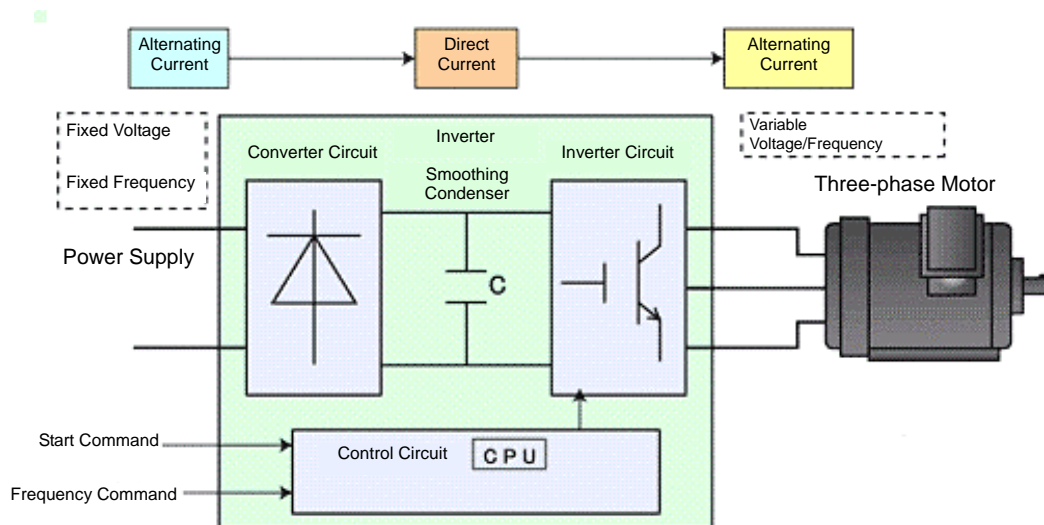 Alternating
Current
Direct
Current
Alternating
Current
Fixed Voltage
Fixed Frequency
Inverter
Variable
Voltage/Frequency
Converter Circuit
Smoothing
Condenser
Inverter Circuit
Three-phase Motor
Power Supply
C
Start Command
Control Circuit
CPU
Frequency Command